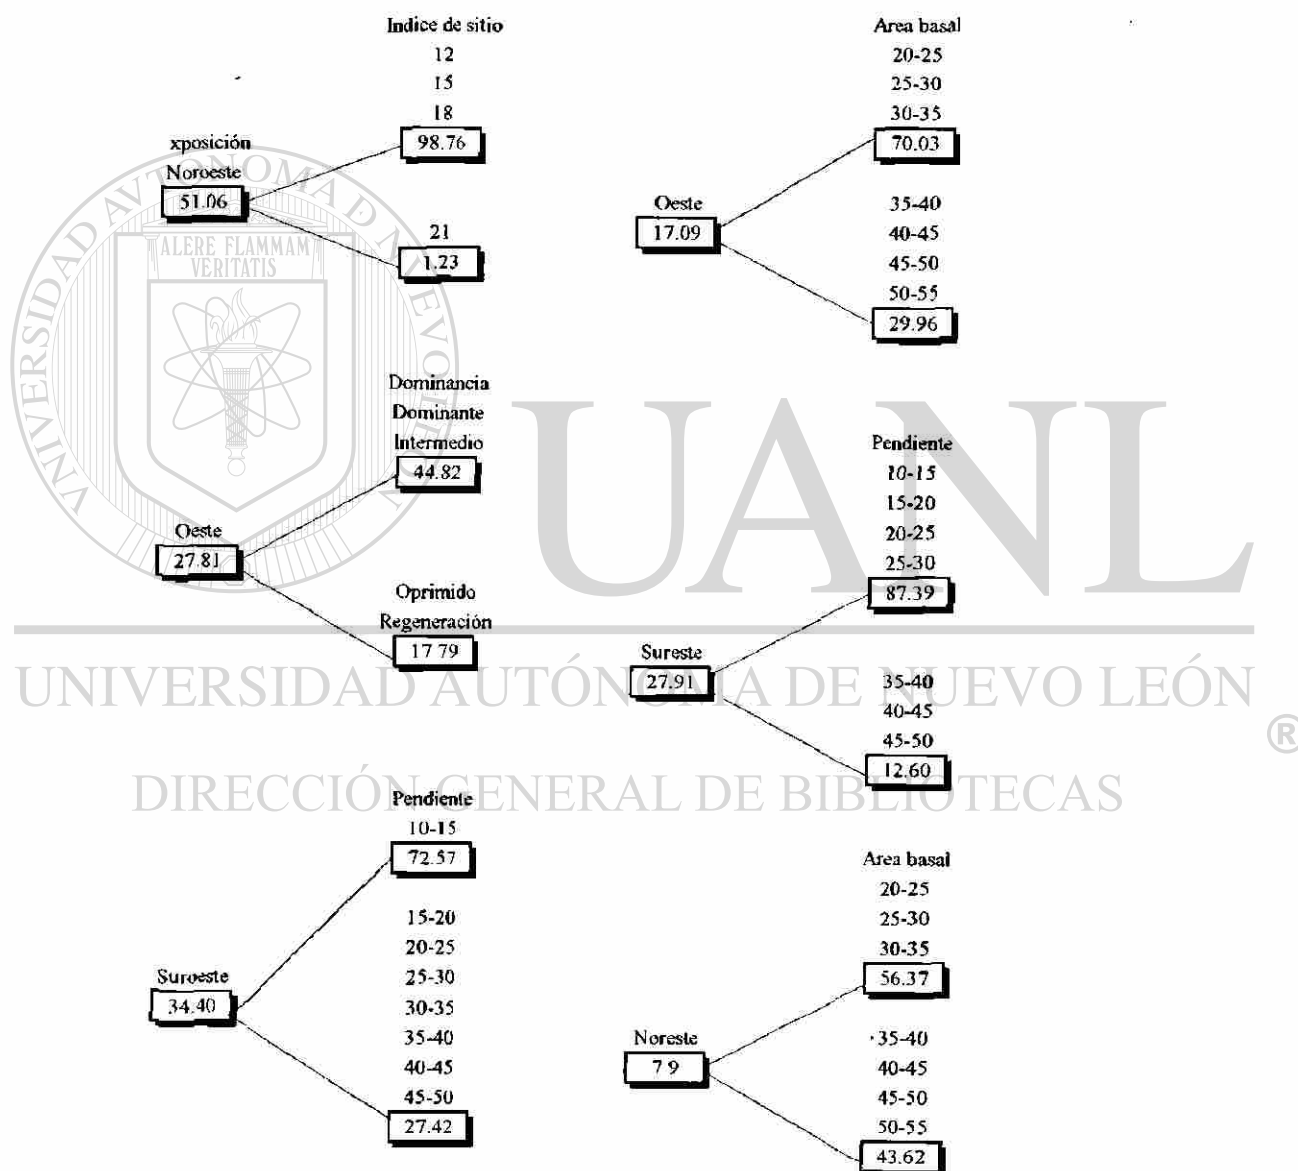 Indice de sitio
12
15
18
98.76
xposición
Noroeste
51.06
21
1.23
Dominancia
Dominante
Intermedio
44.82
Oeste
27.81
Oprimido
Regeneración
17 79
Pendiente
10-15
72.57
15-20
20-25
25-30
30-35
35-40
40-45
45-50
27.42
Suroeste
34.40
Area basal
20-25
25-30
30-35
70.03
Oeste
17.09
35-40
40-45
45-50
50-55
29.96
Pendiente
10-15
15-20
20-25
25-30
87.39
Sureste
27.91
35-40
40-45
45-50
12.60
Area basal
20-25
25-30
30-35
56.37
Noreste
7 9
35-40
40-45
45-50
50-55
43.62
UNIVERSIDAD AVTONOMA DE NVEVO LEON
ALERE FLAMMAM
VERITATIS
UANL
UNIVERSIDAD AUTÓNOMA DE NUEVO LEÓN
®
DIRECCIÓN GENERAL DE BIBLIOTECAS